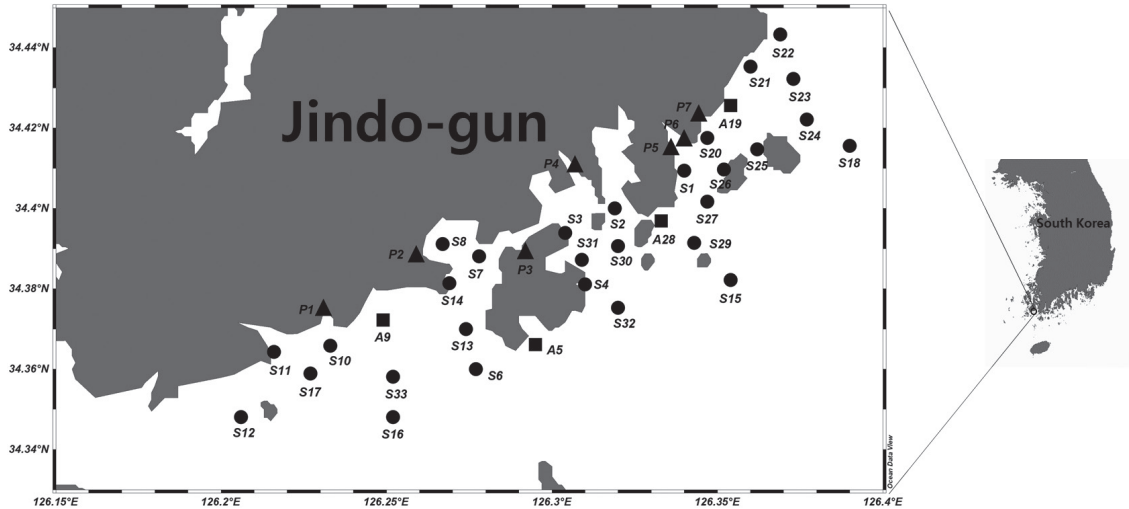 34.44°N
34.42°N
34.4°N
34.38°N
34.36°N
34.34°N
126.15°E
126.2°E
126.25°E
126.3°E
126.35°E
126.4°E
Jindo-gun
S22
S21
S23
P7
A19
P6
S24
P5
S20
S18
P4
S25
S1
S26
S3
S2
S27
S31
A28
S8
S29
P2
S30
P3
S7
S4
S14
S15
P1
S32
A9
S13
S10
A5
S11
S6
S17
S33
S12
S16
Ocean Data View
South Korea